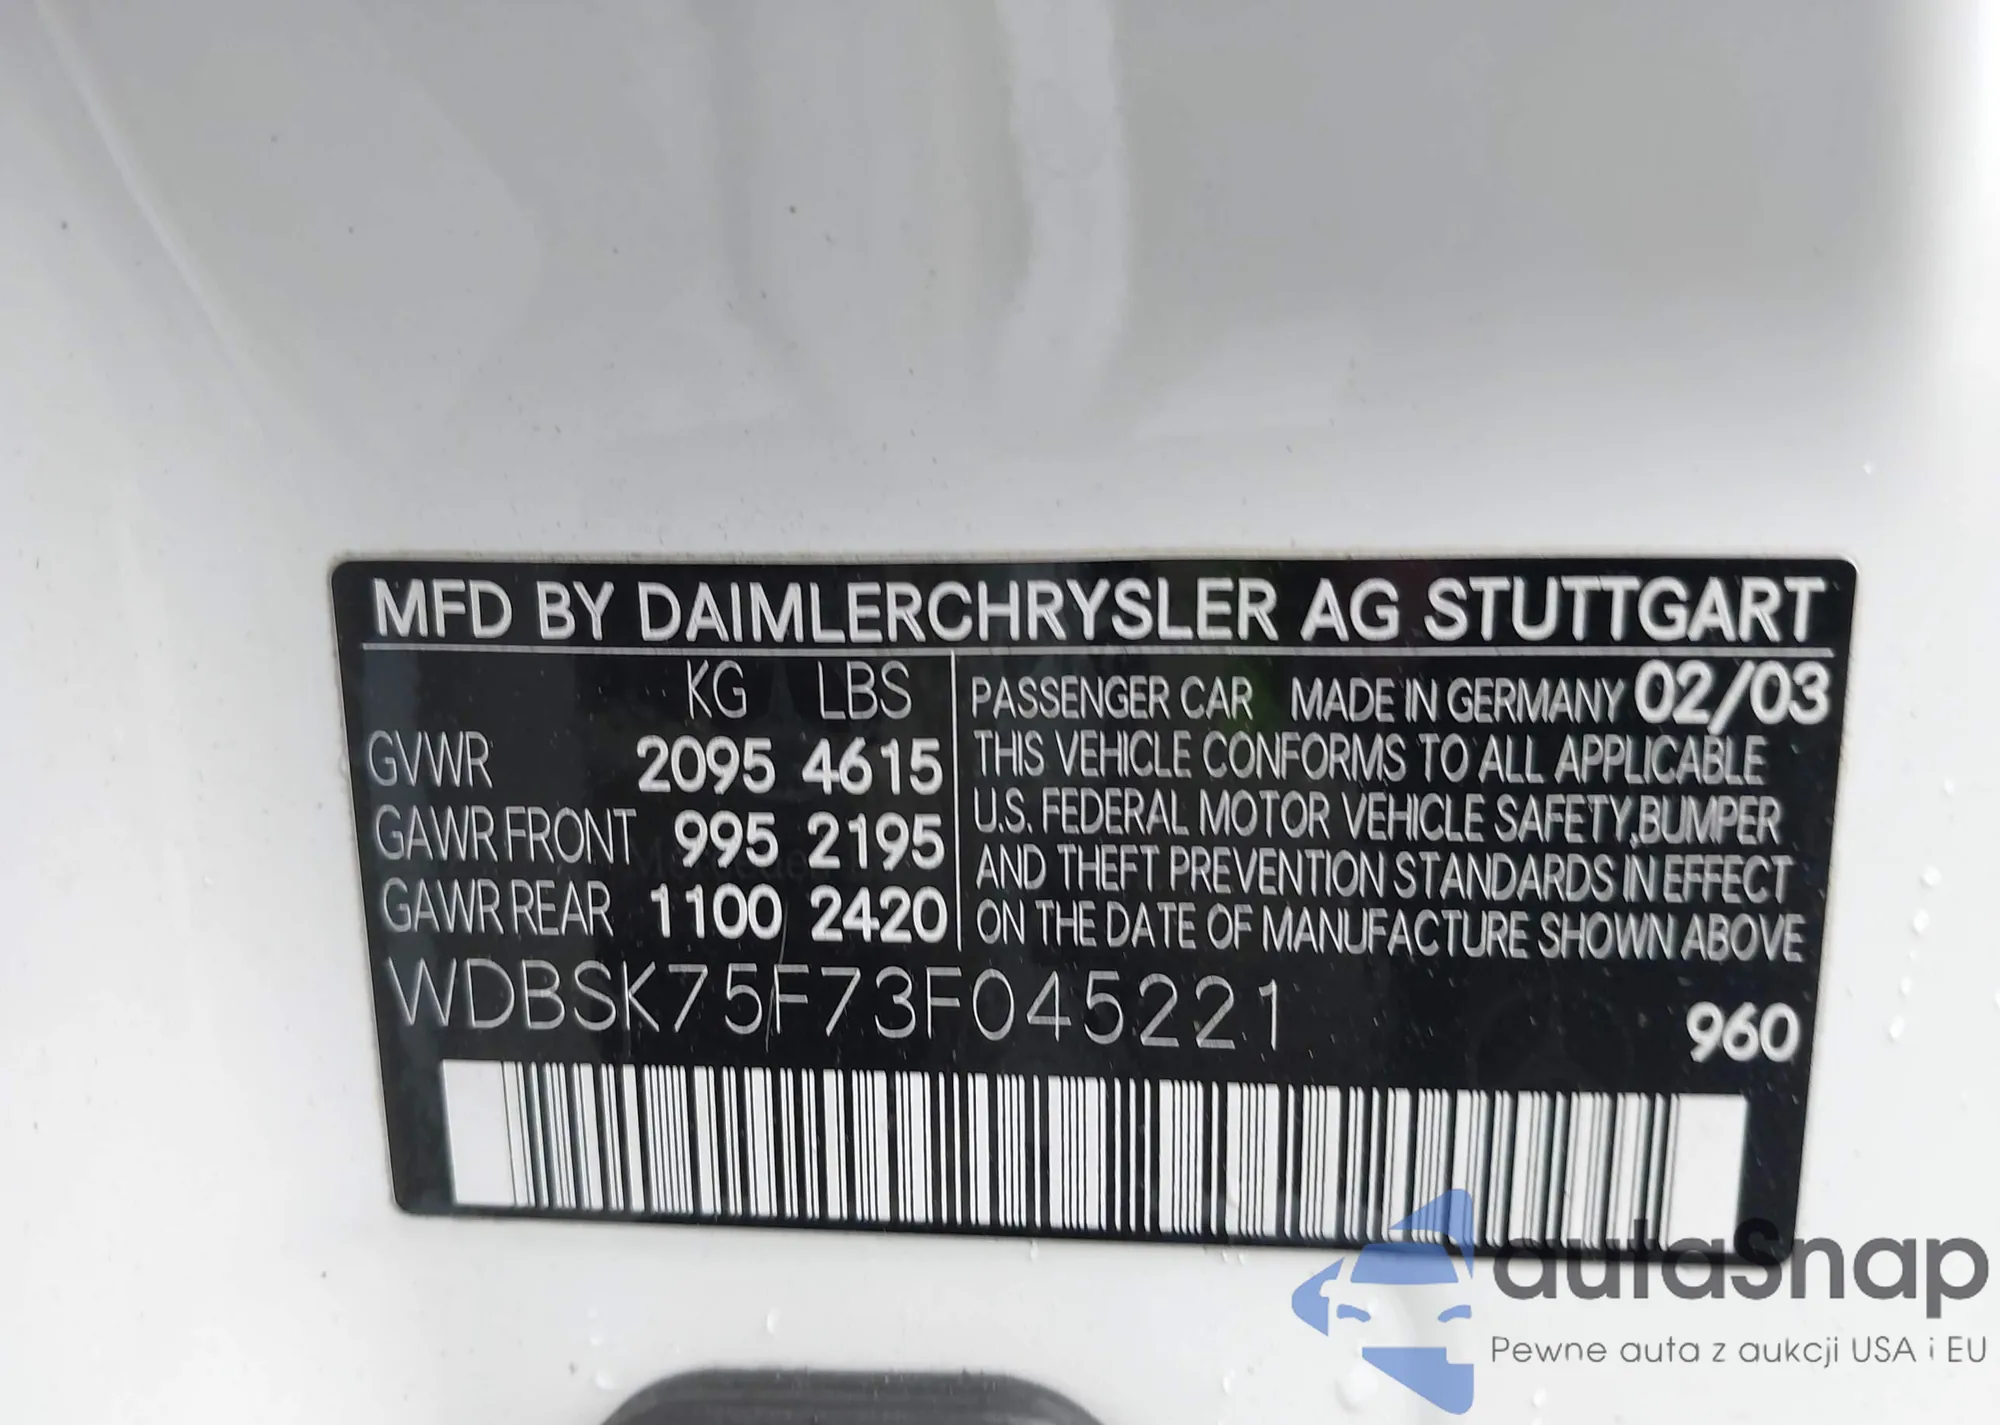 MFD BY DAIMLERCHRYSLER AG STUTTGART
KG LBS
GVWR 2095 4615
GAWR FRONT 995 2195
GAWR REAR 1100 2420
PASSENGER CAR MADE IN GERMANY 02/03
THIS VEHICLE CONFORMS TO ALL APPLICABLE
U.S. FEDERAL MOTOR VEHICLE SAFETY,BUMPER
AND THEFT PREVENTION STANDARDS IN EFFECT
ON THE DATE OF MANUFACTURE SHOWN ABOVE
WDBSK75F73F045221
960
autasnap
Pewne auta z aukcji USA i EU